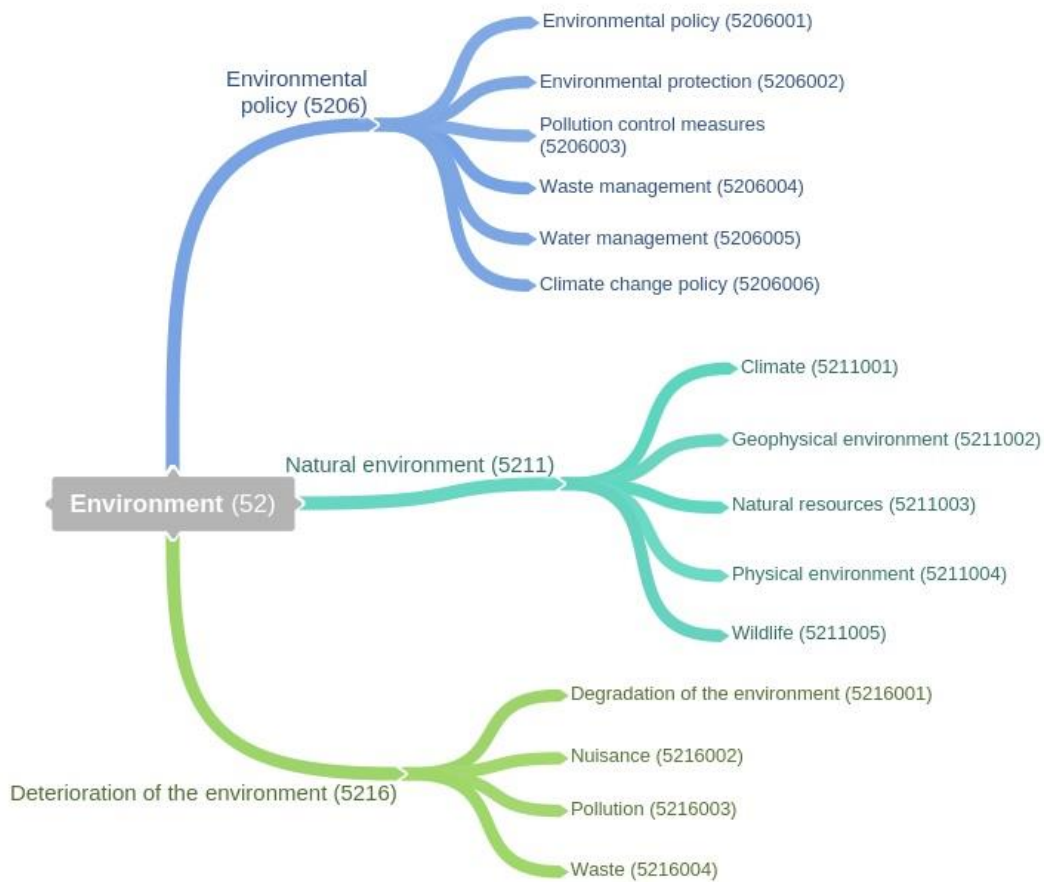 Environmental policy (5206001)
Environmental
policy (5206)
Environmental protection (5206002)
Pollution control measures
(5206003)
Waste management (5206004)
Water management (5206005)
Climate change policy (5206006)
Climate (5211001)
Geophysical environment (5211002)
Natural environment (5211)
Environment (52)
Natural resources (5211003)
Physical environment (5211004)
Wildlife (5211005)
Degradation of the environment (5216001)
Nuisance (5216002)
Deterioration of the environment (5216)
Pollution (5216003)
Waste (5216004)